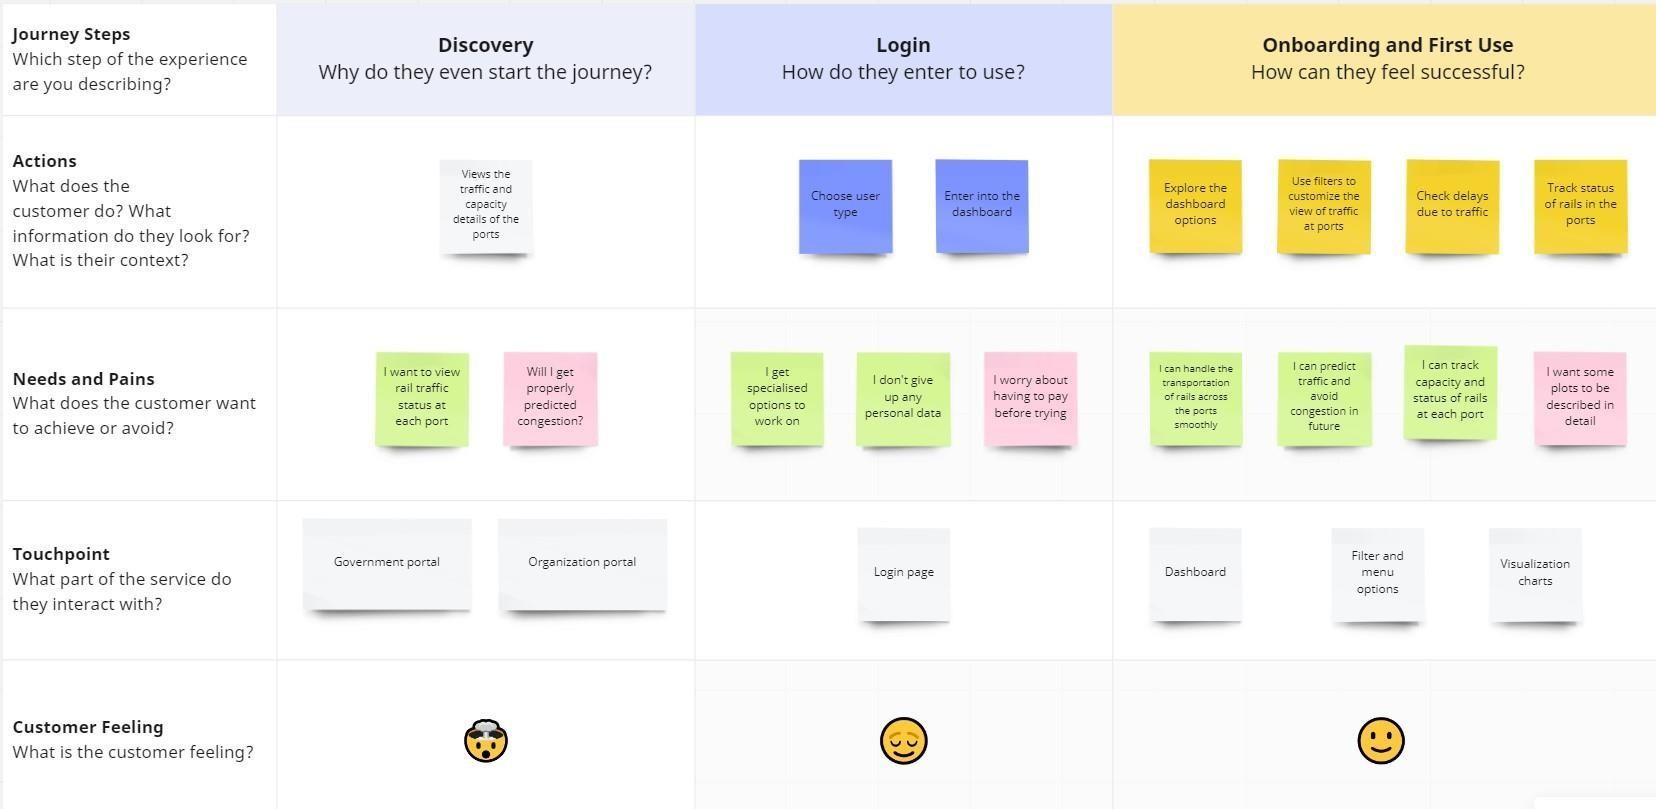 Journey Steps
Which step of the experience
are you describing?
Discovery
Why do they even start the journey?
Login
How do they enter to use?
Onboarding and First Use
How can they feel successful?
Actions
What does the
customer do? What
information do they look for?
What is their context?
Views the
traffic and
capacity
details of the
ports
Choose user
type
Enter into the
dashboard
Explore the
dashboard
options
Use filters to
customize the
view of traffic
at ports
Check delays
due to traffic
Track status
of rails in the
ports
Needs and Pains
What does the customer want
to achieve or avoid?
I want to view
rail traffic
status at
each port
Will I get
properly
predicted
congestion?
I get
specialised
options to
work on
I don't give
up any
personal data
I worry about
having to pay
before trying
I can handle the
transportation
of rails across
the ports
smoothly
I can predict
traffic and
avoid
congestion in
future
I can track
capacity and
status of rails
at each port
I want some
plots to be
described in
detail
Touchpoint
What part of the service do
they interact with?
Government portal
Organization portal
Login page
Dashboard
Filter and
menu
options
Visualization
charts
Customer Feeling
What is the customer feeling?